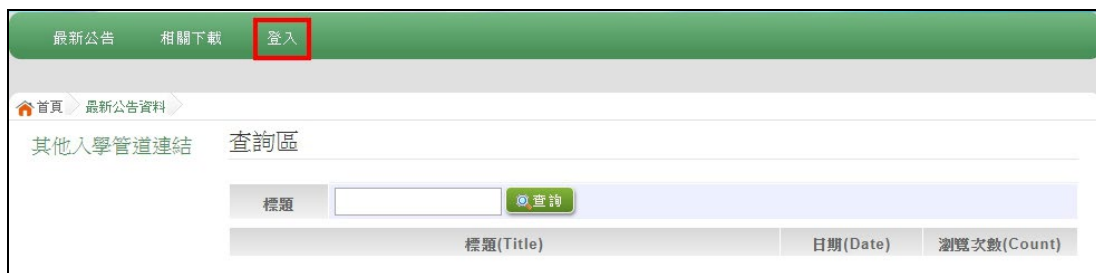 最新公告 相關下載 登入
首頁 最新公告資料
其他入學管道連結 查詢區
標題 查詢
標題(Title) 日期(Date) 瀏覽次數(Count)